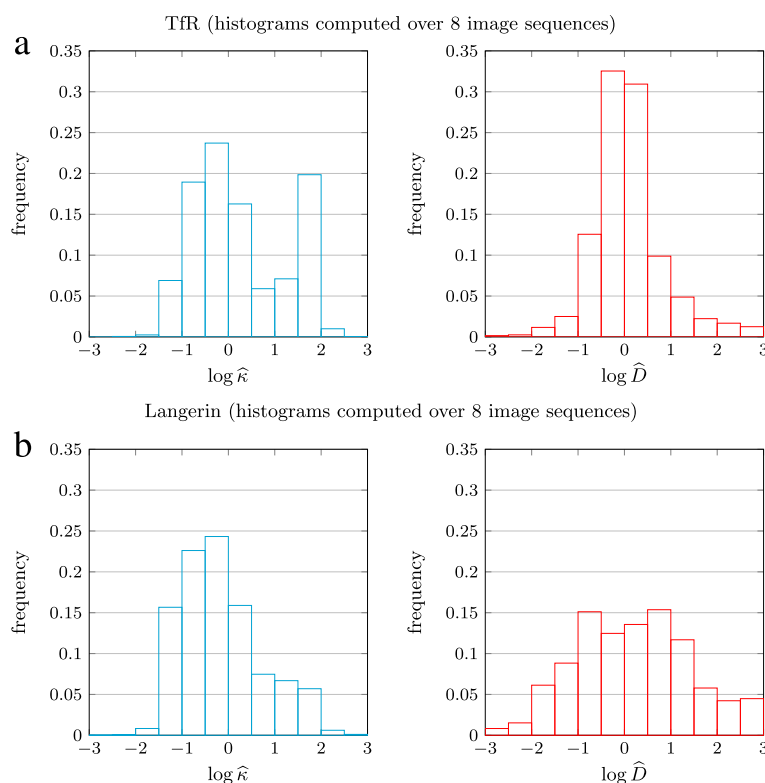 TfR (histograms computed over 8 image sequences)
a
0.35
0.3
0.25
0.2
0.15
0.1
0.05
0
frequency
−3 −2 −1 0 1 2 3
log κ̂
0.35
0.3
0.25
0.2
0.15
0.1
0.05
0
frequency
−3 −2 −1 0 1 2 3
log D̂
Langerin (histograms computed over 8 image sequences)
b
0.35
0.3
0.25
0.2
0.15
0.1
0.05
0
frequency
−3 −2 −1 0 1 2 3
log κ̂
0.35
0.3
0.25
0.2
0.15
0.1
0.05
0
frequency
−3 −2 −1 0 1 2 3
log D̂